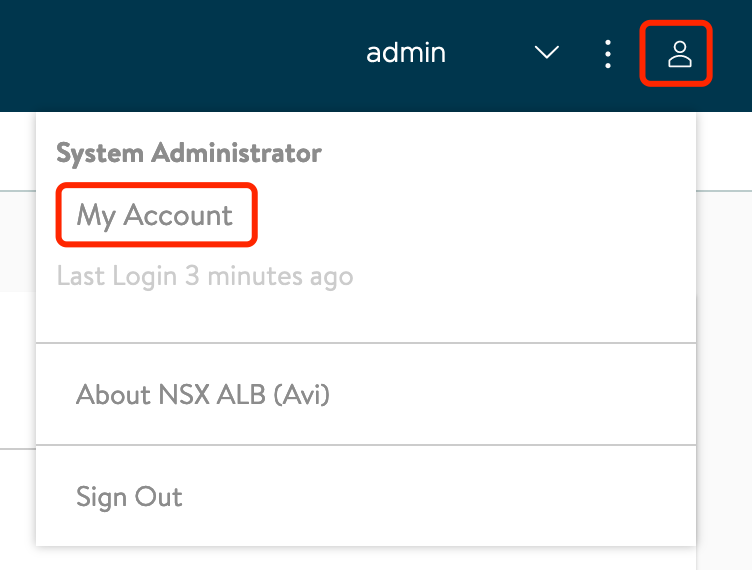 admin
System Administrator
My Account
Last Login 3 minutes ago
About NSX ALB (Avi)
Sign Out